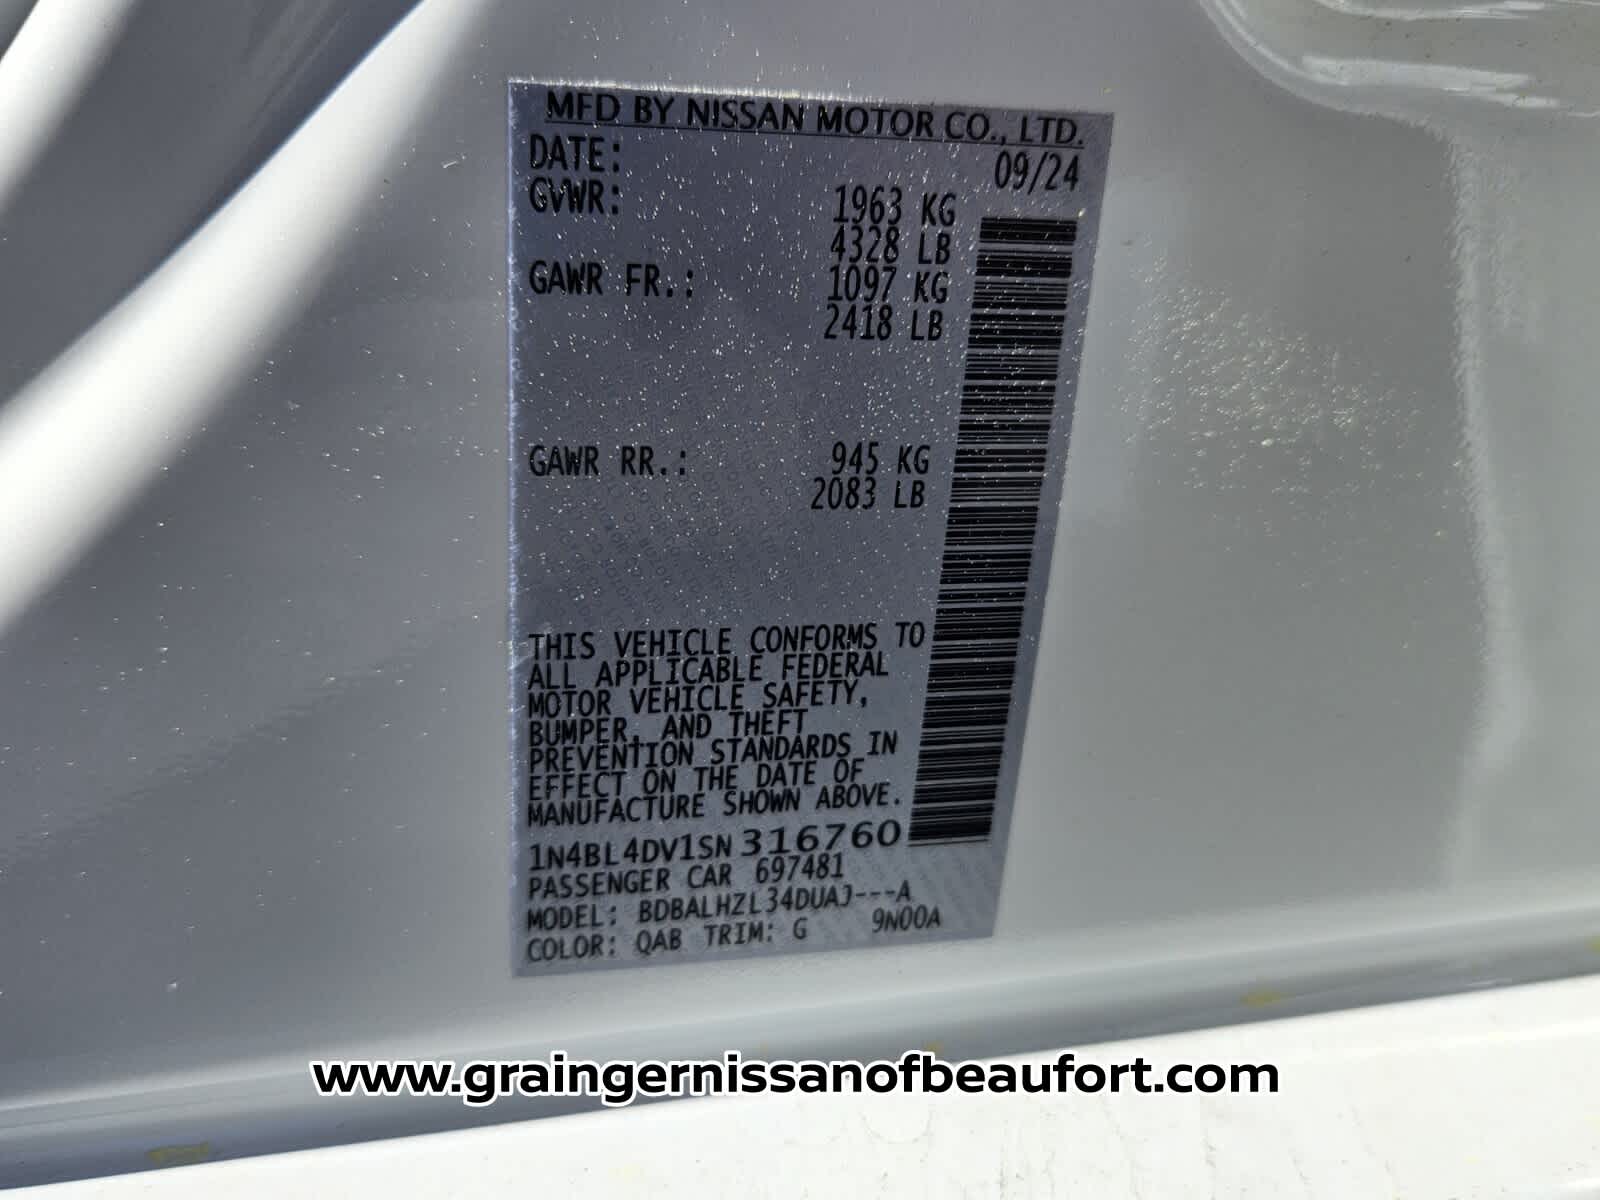 MFD BY NISSAN MOTOR CO., LTD.
DATE: 09/24
GVWR: 1963 KG
4328 LB
GAWR FR.: 1097 KG
2418 LB
GAWR RR.: 945 KG
2083 LB
THIS VEHICLE CONFORMS TO
ALL APPLICABLE FEDERAL
MOTOR VEHICLE SAFETY,
BUMPER, AND THEFT
PREVENTION STANDARDS IN
EFFECT ON THE DATE OF
MANUFACTURE SHOWN ABOVE.
1N4BL4DV1SN316760
PASSENGER CAR 697481
MODEL: BDBALHZL34DUAJ---A
COLOR: QAB TRIM: G 9N00A
www.graingernissanofbeaufort.com